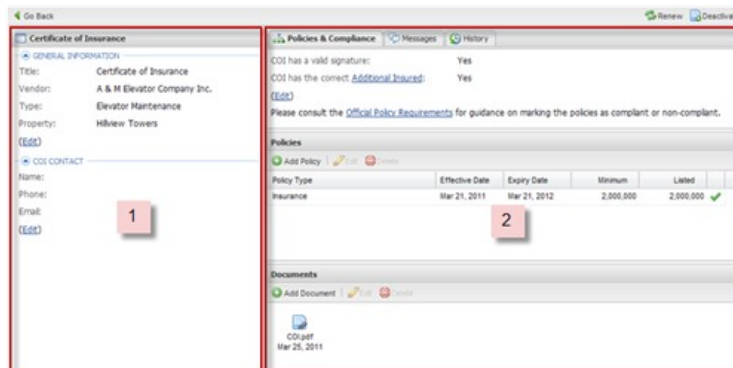 Go Back
Renew Deactiva
Certificate of Insurance
GENERAL INFORMATION
Title: Certificate of Insurance
Vendor: A & M Elevator Company Inc.
Type: Elevator Maintenance
Property: Hillview Towers
(Edit)
COI CONTACT
Name:
Phone:
Email:
(Edit)
1
Policies & Compliance Messages History
COI has a valid signature: Yes
COI has the correct Additional Insured: Yes
(Edit)
Please consult the Official Policy Requirements for guidance on marking the policies as compliant or non-compliant.
Policies
Add Policy Edit Delete
Policy Type Effective Date Expiry Date Minimum Listed
Insurance Mar 21, 2011 Mar 21, 2012 2,000,000 2,000,000
2
Documents
Add Document Edit Delete
COI.pdf
Mar 25, 2011